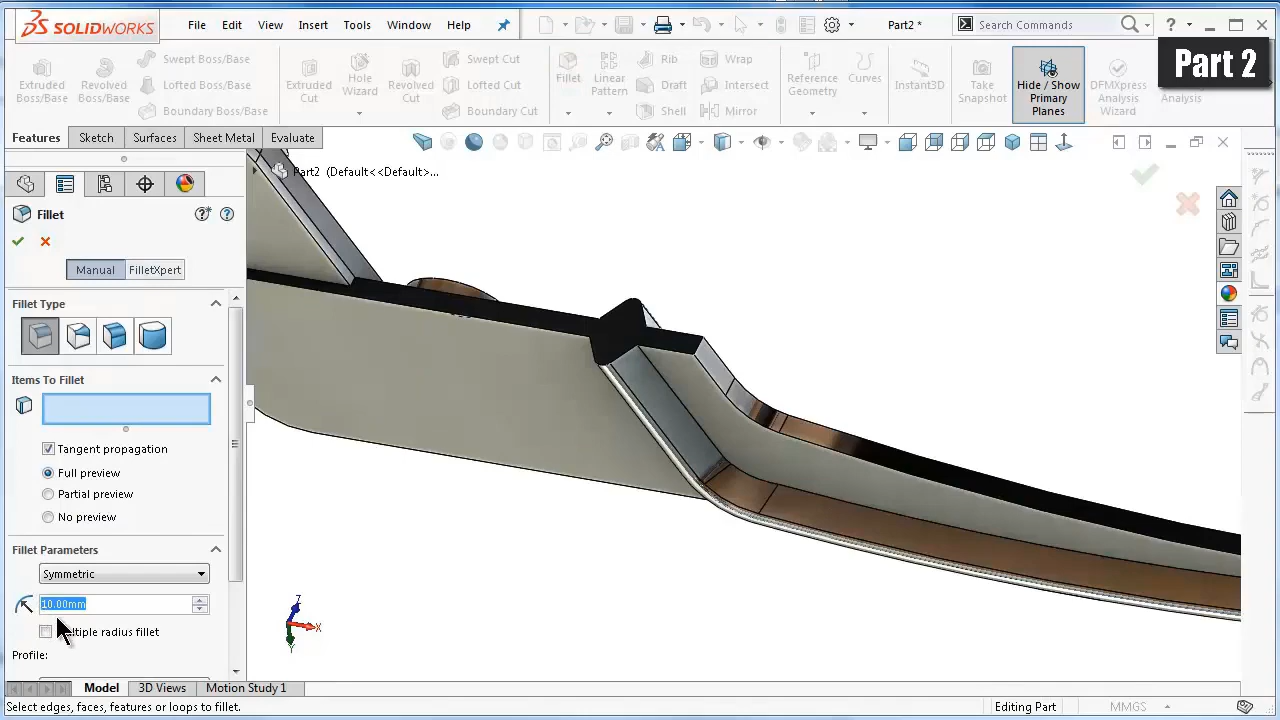 SOLIDWORKS
File Edit View Insert Tools Window Help
Part2 *
Search Commands
Part 2
Extruded Boss/Base
Revolved Boss/Base
Swept Boss/Base
Lofted Boss/Base
Boundary Boss/Base
Extruded Cut
Hole Wizard
Revolved Cut
Swept Cut
Lofted Cut
Boundary Cut
Fillet
Linear Pattern
Rib
Draft
Shell
Wrap
Intersect
Mirror
Reference Geometry
Curves
Instant3D
Take Snapshot
Hide / Show Primary Planes
DFMXpress Analysis Wizard
Analysis
Features Sketch Surfaces Sheet Metal Evaluate
Part2 (Default<<Default>...
Fillet
Manual FilletXpert
Fillet Type
Items To Fillet
Tangent propagation
Full preview
Partial preview
No preview
Fillet Parameters
Symmetric
10.00mm
ltiple radius fillet
Profile:
Z
X
Y
Model 3D Views Motion Study 1
Select edges, faces, features or loops to fillet.
Editing Part
MMGS